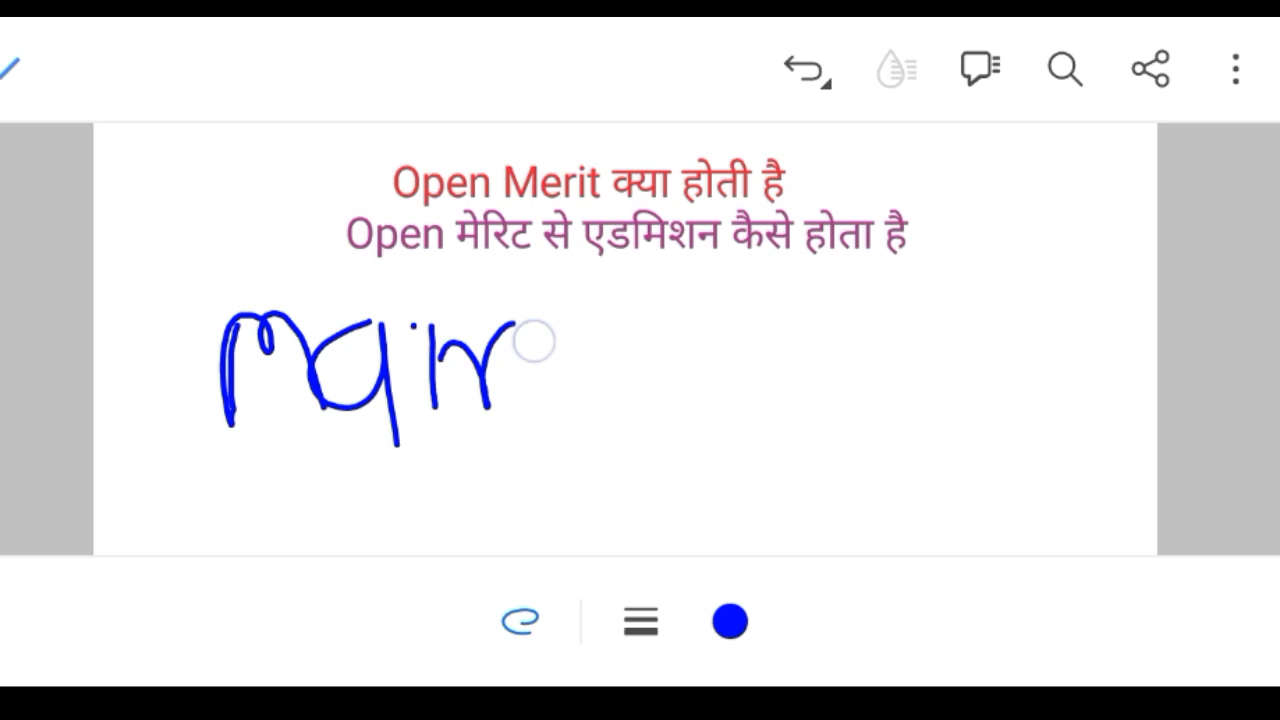 Open Merit क्या होती है
Open मेरिट से एडमिशन कैसे होता है
Main